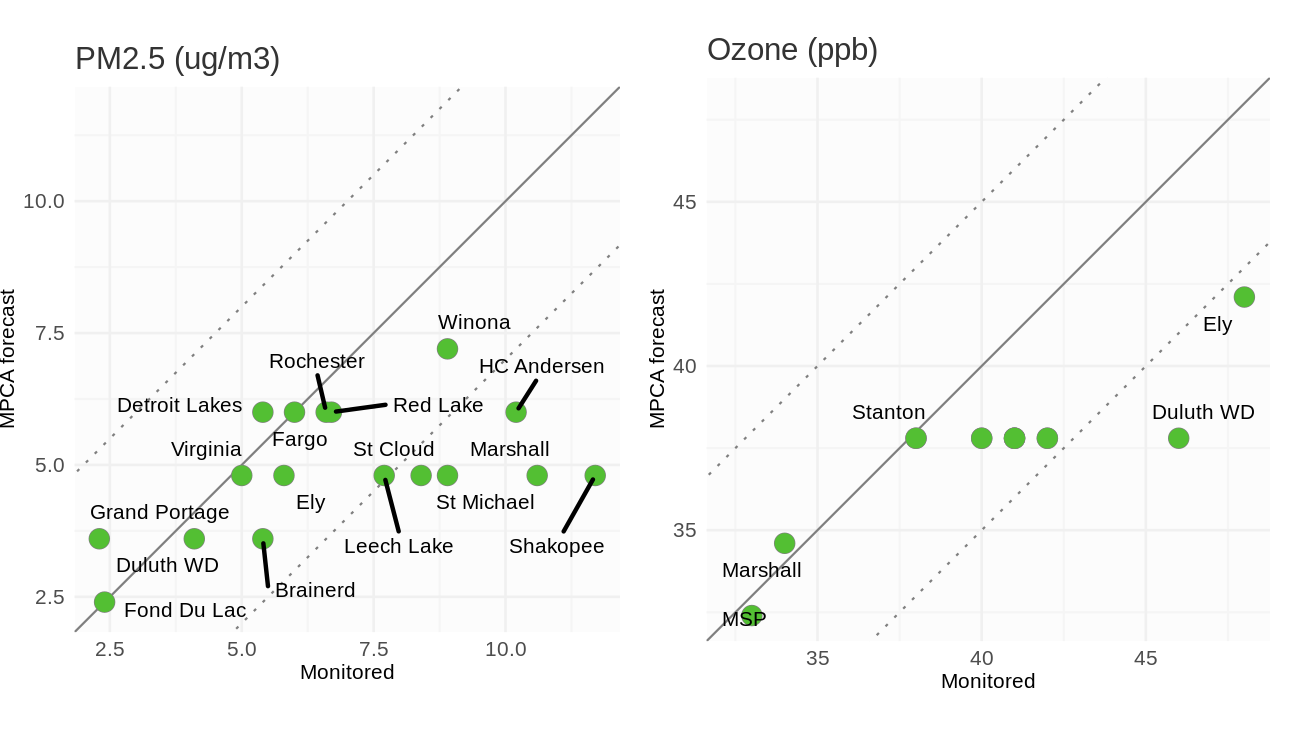 PM2.5 (ug/m3)
MPCA forecast
10.0
7.5
5.0
2.5
Winona
Rochester
HC Andersen
Detroit Lakes
Red Lake
Fargo
Virginia
St Cloud
Marshall
Ely
St Michael
Grand Portage
Leech Lake
Shakopee
Duluth WD
Brainerd
Fond Du Lac
2.5 5.0 7.5 10.0
Monitored
Ozone (ppb)
MPCA forecast
45
40
35
Ely
Stanton
Duluth WD
Marshall
MSP
35 40 45
Monitored